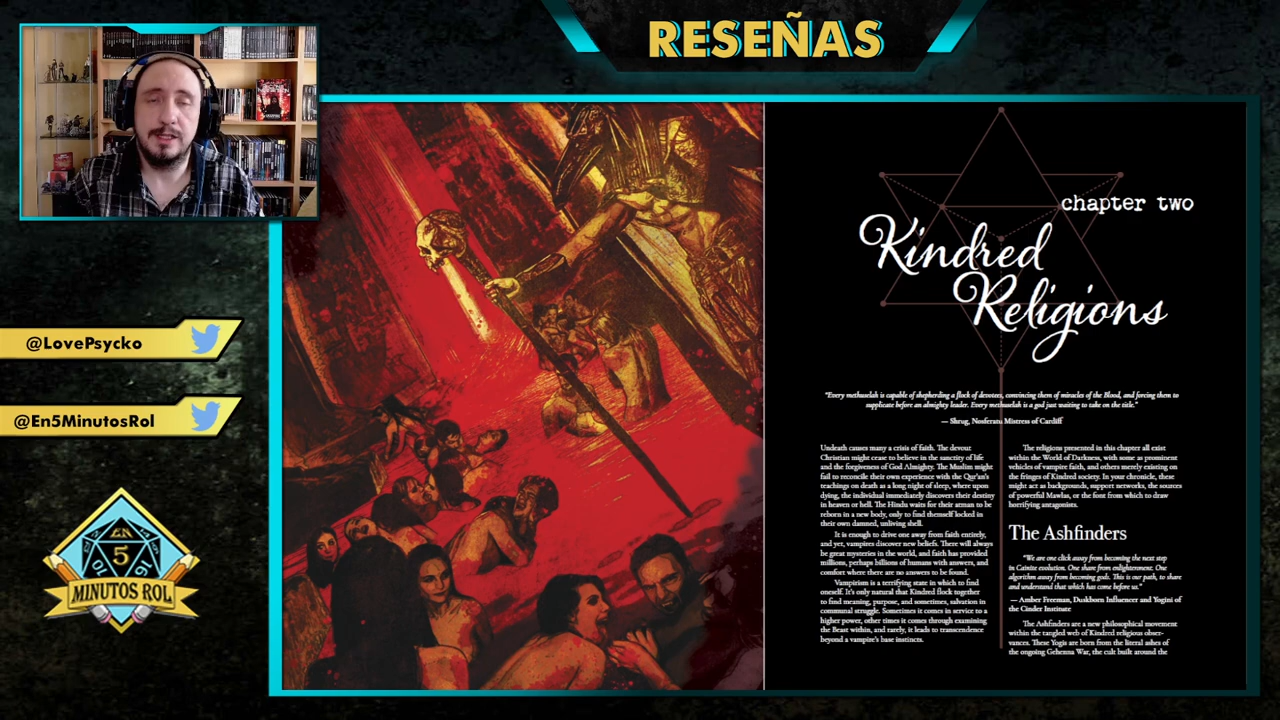 RESEÑAS
@LovePsycko
@En5MinutosRol
EN
5
MINUTOS ROL
chapter two
Kindred
Religions
"Every methuselah is capable of shepherding a flock of devotees, convincing them of miracles of the Blood, and forcing them to
supplicate before an almighty leader. Every methuselah is a god just waiting to take on the title."
— Shrug, Nosferatu Mistress of Cardiff
Undeath causes many a crisis of faith. The devout
Christian might cease to believe in the sanctity of life
and the forgiveness of God Almighty. The Muslim might
fail to reconcile their own experience with the Qur'an's
teachings on death as a long night of sleep, where upon
dying, the individual immediately discovers their destiny
in heaven or hell. The Hindu waits for their atman to be
reborn in a new body, only to find themselves locked in
their own damned, unliving shell.
It is enough to drive one away from faith entirely,
and yet, vampires discover new beliefs. There will always
be great mysteries in the world, and faith has provided
millions, perhaps billions of humans with answers, and
comfort where there are no answers to be found.
Vampirism is a terrifying state in which to find
oneself. It's only natural that Kindred flock together
to find meaning, purpose, and sometimes, salvation in
communal struggle. Sometimes it comes in service to a
higher power, other times it comes through examining
the Beast within, and rarely, it leads to transcendence
beyond a vampire's base instincts.
The religions presented in this chapter all exist
within the World of Darkness, with some as prominent
vehicles of vampire faith, and others merely existing on
the fringes of Kindred society. In your chronicle, these
might act as backgrounds, support networks, the sources
of powerful Mawlas, or the font from which to draw
horrifying antagonists.
The Ashfinders
"We are one click away from becoming the next step
in Cainite evolution. One share from enlightenment. One
algorithm away from becoming gods. This is our path, to share
and understand that which has come before us."
— Amber Freeman, Duskborn Influencer and Yogini of
the Cinder Institute
The Ashfinders are a new philosophical movement
within the tangled web of Kindred religious obser-
vances. These Yogis are born from the literal ashes of
the ongoing Gehenna War, the cult built around the